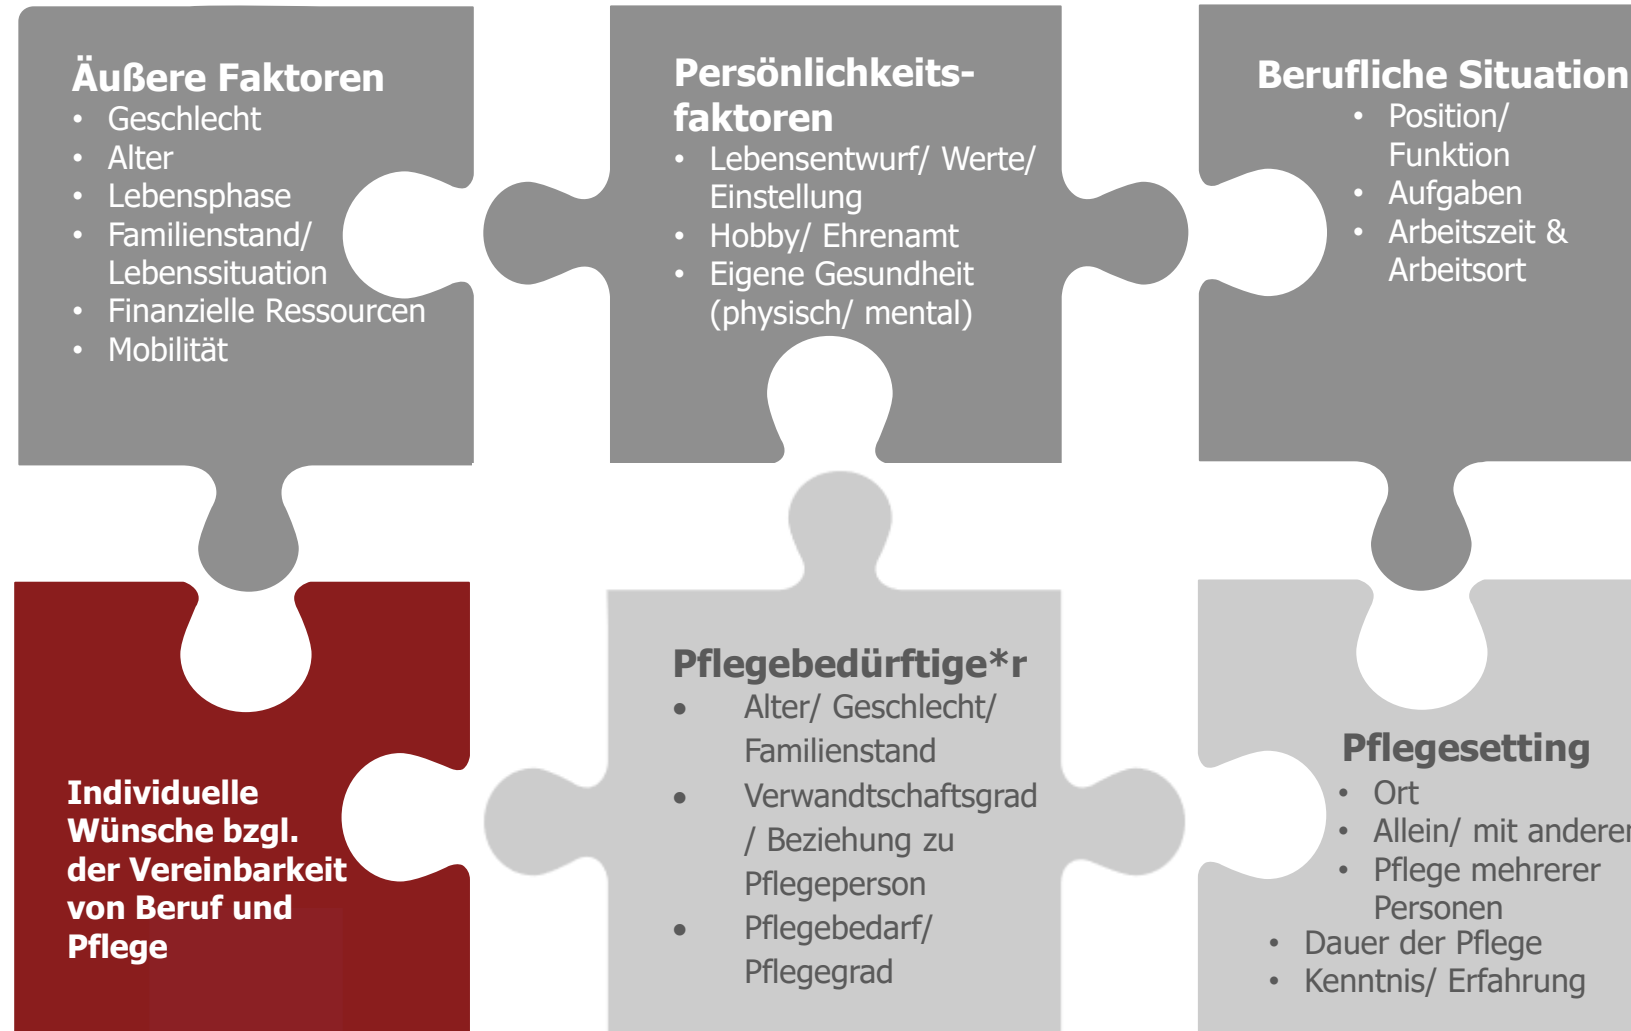 Äußere Faktoren
• Geschlecht
• Alter
• Lebensphase
• Familienstand/
Lebenssituation
• Finanzielle Ressourcen
• Mobilität
Persönlichkeits-
faktoren
• Lebensentwurf/ Werte/
Einstellung
• Hobby/ Ehrenamt
• Eigene Gesundheit
(physisch/ mental)
Berufliche Situation
• Position/
Funktion
• Aufgaben
• Arbeitszeit &
Arbeitsort
Individuelle
Wünsche bzgl.
der Vereinbarkeit
von Beruf und
Pflege
Pflegebedürftige*r
• Alter/ Geschlecht/
Familienstand
• Verwandtschaftsgrad
/ Beziehung zu
Pflegeperson
• Pflegebedarf/
Pflegegrad
Pflegesetting
• Ort
• Allein/ mit anderen
• Pflege mehrerer
Personen
• Dauer der Pflege
• Kenntnis/ Erfahrung